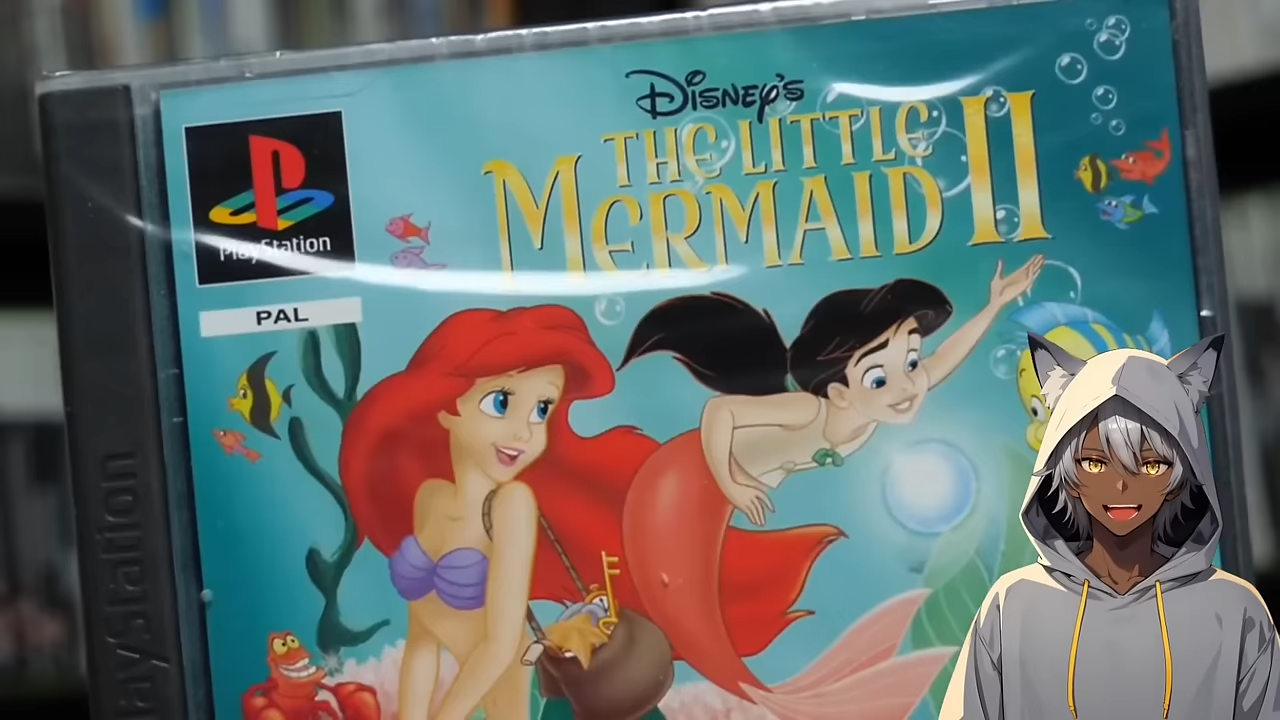 DISNEY'S
THE LITTLE
MERMAID II
PlayStation
PAL
PlayStation